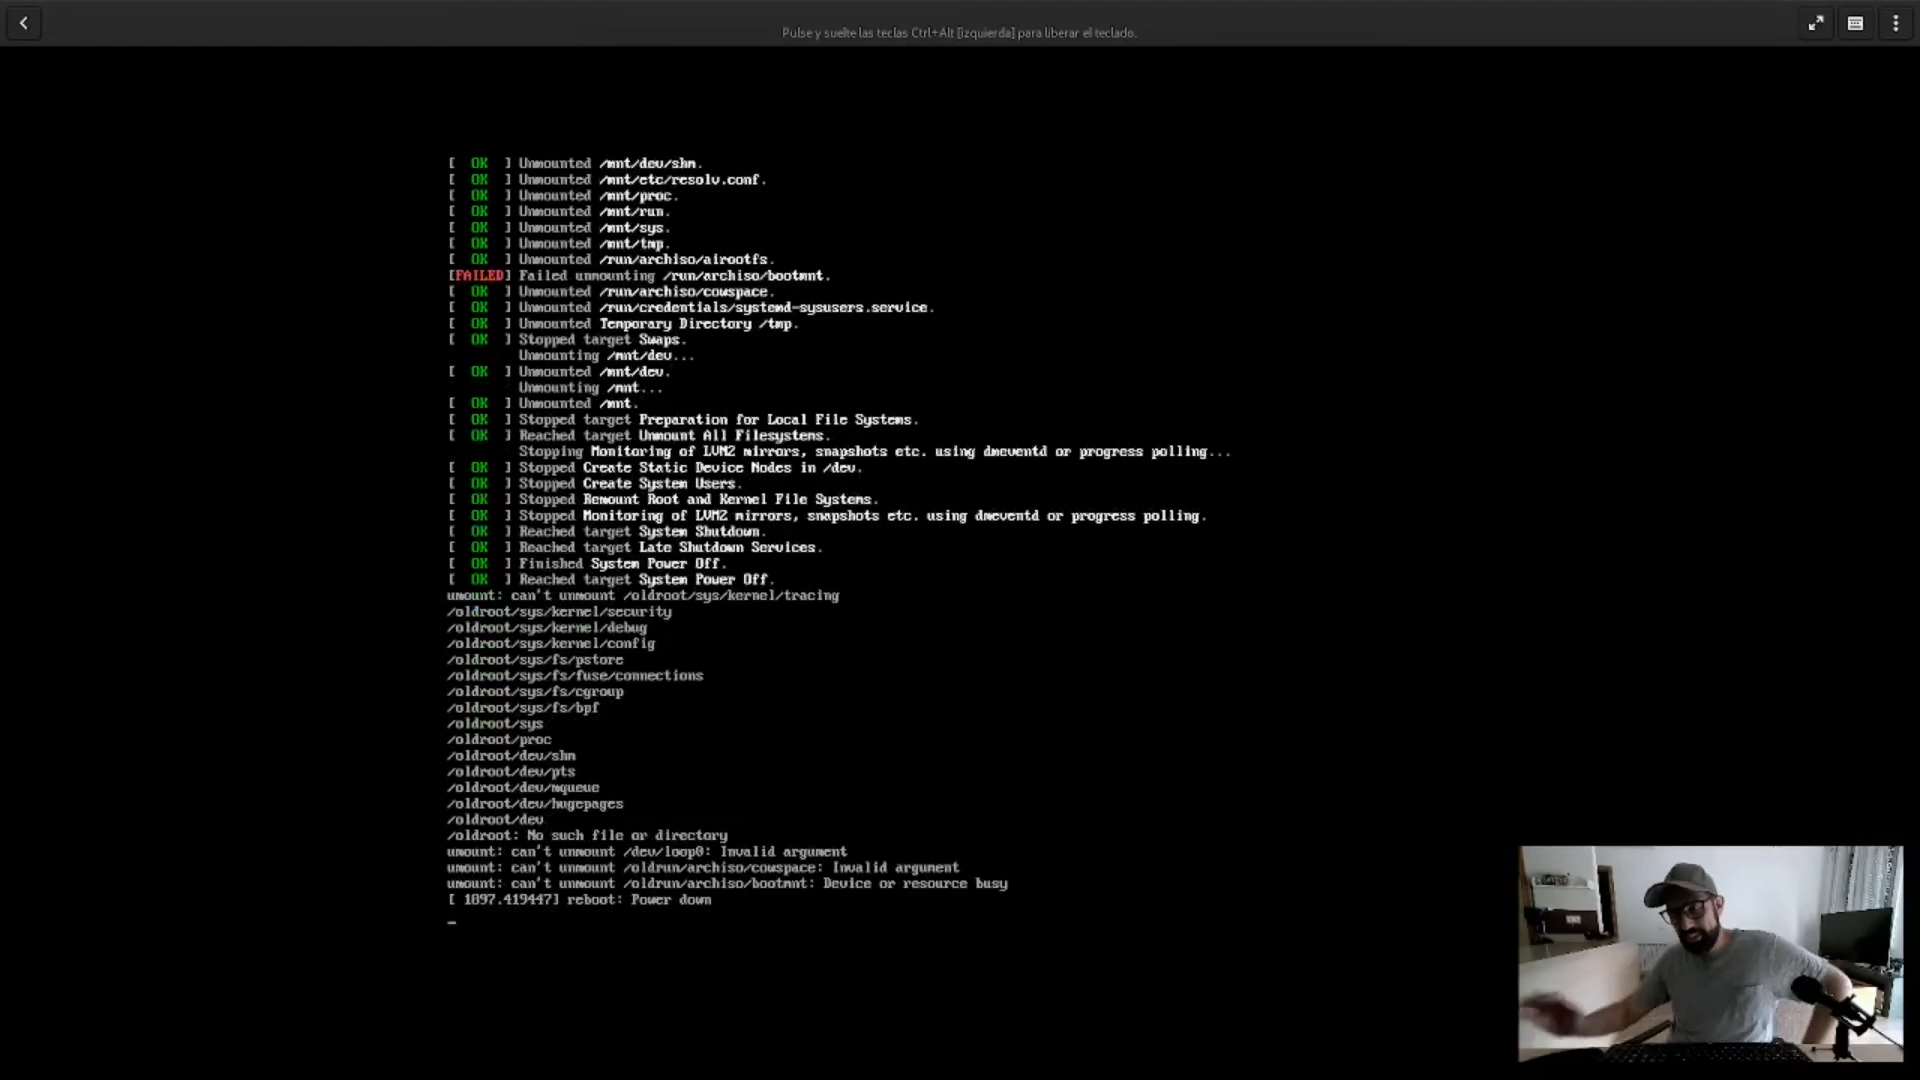 Pulse y suelte las teclas Ctrl+Alt [izquierda] para liberar el teclado.
[  OK  ] Unmounted /mnt/dev/shm.
[  OK  ] Unmounted /mnt/etc/resolv.conf.
[  OK  ] Unmounted /mnt/proc.
[  OK  ] Unmounted /mnt/run.
[  OK  ] Unmounted /mnt/sys.
[  OK  ] Unmounted /mnt/tmp.
[  OK  ] Unmounted /run/archiso/airootfs.
[FAILED] Failed unmounting /run/archiso/bootmnt.
[  OK  ] Unmounted /run/archiso/cowspace.
[  OK  ] Unmounted /run/credentials/systemd-sysusers.service.
[  OK  ] Unmounted Temporary Directory /tmp.
[  OK  ] Stopped target Swaps.
Unmounting /mnt/dev...
[  OK  ] Unmounted /mnt/dev.
Unmounting /mnt...
[  OK  ] Unmounted /mnt.
[  OK  ] Stopped target Preparation for Local File Systems.
[  OK  ] Reached target Unmount All Filesystems.
Stopping Monitoring of LVM2 mirrors, snapshots etc. using dmeventd or progress polling...
[  OK  ] Stopped Create Static Device Nodes in /dev.
[  OK  ] Stopped Create System Users.
[  OK  ] Stopped Remount Root and Kernel File Systems.
[  OK  ] Stopped Monitoring of LVM2 mirrors, snapshots etc. using dmeventd or progress polling.
[  OK  ] Reached target System Shutdown.
[  OK  ] Reached target Late Shutdown Services.
[  OK  ] Finished System Power Off.
[  OK  ] Reached target System Power Off.
umount: can't unmount /oldroot/sys/kernel/tracing
/oldroot/sys/kernel/security
/oldroot/sys/kernel/debug
/oldroot/sys/kernel/config
/oldroot/sys/fs/pstore
/oldroot/sys/fs/fuse/connections
/oldroot/sys/fs/cgroup
/oldroot/sys/fs/bpf
/oldroot/sys
/oldroot/proc
/oldroot/dev/shm
/oldroot/dev/pts
/oldroot/dev/mqueue
/oldroot/dev/hugepages
/oldroot/dev
/oldroot: No such file or directory
umount: can't unmount /dev/loop0: Invalid argument
umount: can't unmount /oldrun/archiso/cowspace: Invalid argument
umount: can't unmount /oldrun/archiso/bootmnt: Device or resource busy
[ 1897.419447] reboot: Power down